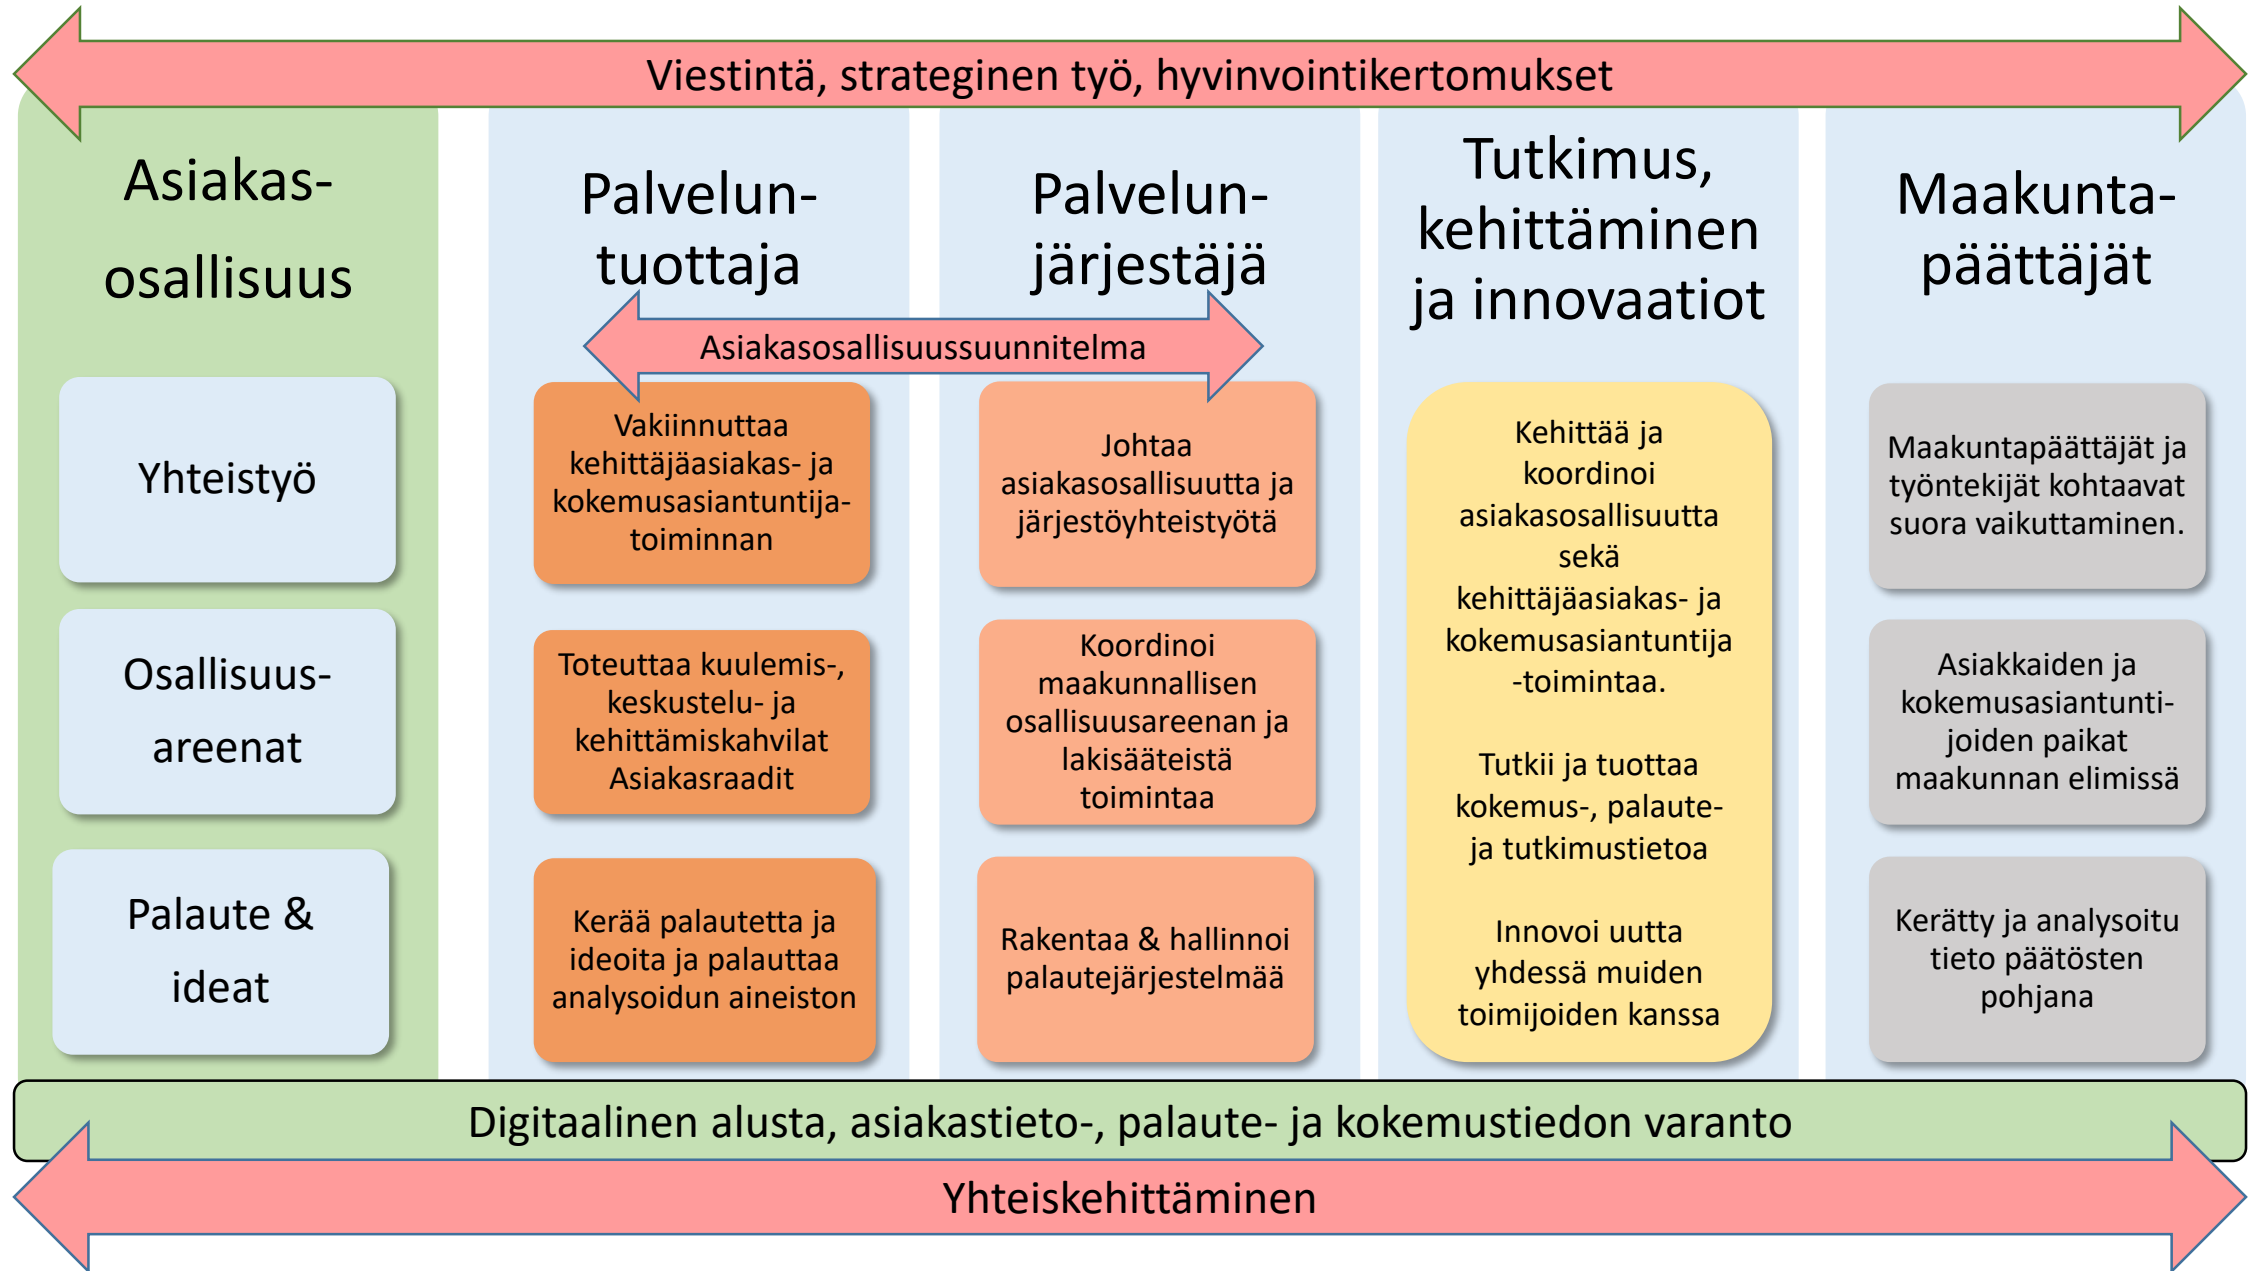 Viestintä, strateginen työ, hyvinvointikertomukset
Asiakas-
osallisuus
Yhteistyö
Osallisuus-
areenat
Palaute &
ideat
Palvelun-
tuottaja
Palvelun-
järjestäjä
Asiakasosallisuussuunnitelma
Vakiinnuttaa
kehittäjäasiakas- ja
kokemusasiantuntija-
toiminnan
Toteuttaa kuulemis-,
keskustelu- ja
kehittämiskahvilat
Asiakasraadit
Kerää palautetta ja
ideoita ja palauttaa
analysoidun aineiston
Johtaa
asiakasosallisuutta ja
järjestöyhteistyötä
Koordinoi
maakunnallisen
osallisuusareenan ja
lakisääteistä
toimintaa
Rakentaa & hallinnoi
palautejärjestelmää
Tutkimus,
kehittäminen
ja innovaatiot
Kehittää ja
koordinoi
asiakasosallisuutta
sekä
kehittäjäasiakas- ja
kokemusasiantuntija
-toimintaa.
Tutkii ja tuottaa
kokemus-, palaute-
ja tutkimustietoa
Innovoi uutta
yhdessä muiden
toimijoiden kanssa
Maakunta-
päättäjät
Maakuntapäättäjät ja
työntekijät kohtaavat
suora vaikuttaminen.
Asiakkaiden ja
kokemusasiantunti-
joiden paikat
maakunnan elimissä
Kerätty ja analysoitu
tieto päätösten
pohjana
Digitaalinen alusta, asiakastieto-, palaute- ja kokemustiedon varanto
Yhteiskehittäminen